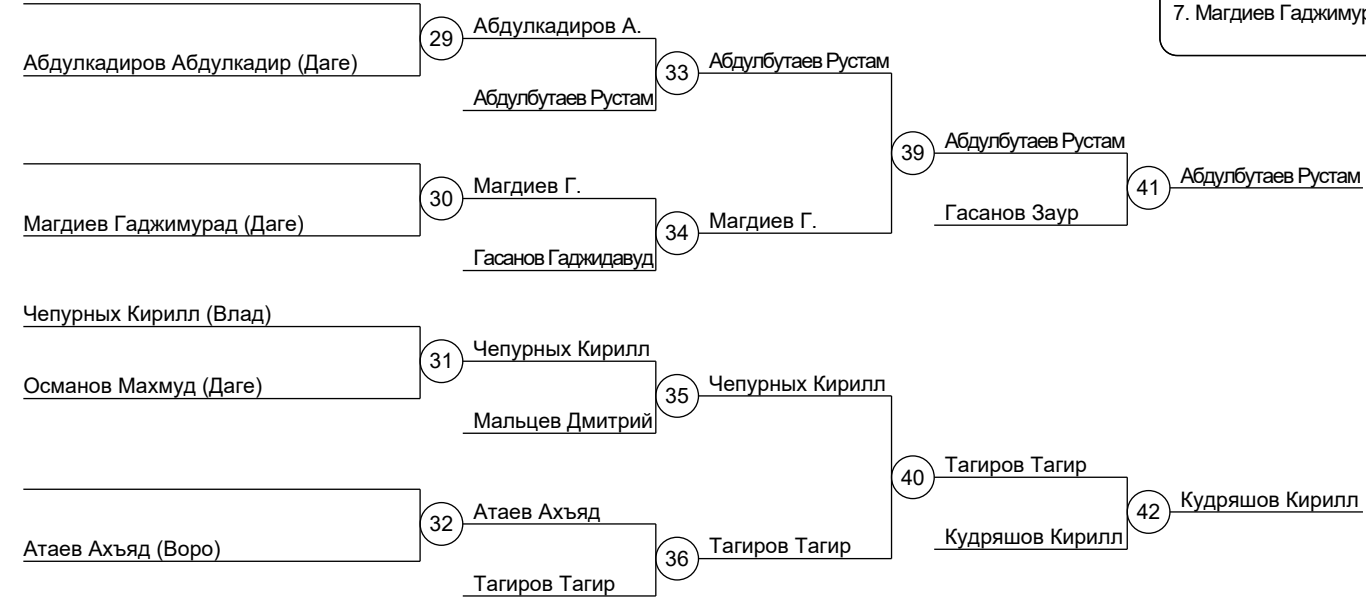 7. Магдиев Гаджимур
29
Абдулкадиров А.
Абдулкадиров Абдулкадир (Даге)
33
Абдулбутаев Рустам
Абдулбутаев Рустам
39
Абдулбутаев Рустам
30
Магдиев Г.
Магдиев Гаджимурад (Даге)
34
Магдиев Г.
Гасанов Гаджидавуд
41
Абдулбутаев Рустам
Гасанов Заур
Чепурных Кирилл (Влад)
31
Чепурных Кирилл
Османов Махмуд (Даге)
35
Чепурных Кирилл
Мальцев Дмитрий
40
Тагиров Тагир
32
Атаев Ахъяд
Атаев Ахъяд (Воро)
36
Тагиров Тагир
Тагиров Тагир
42
Кудряшов Кирилл
Кудряшов Кирилл